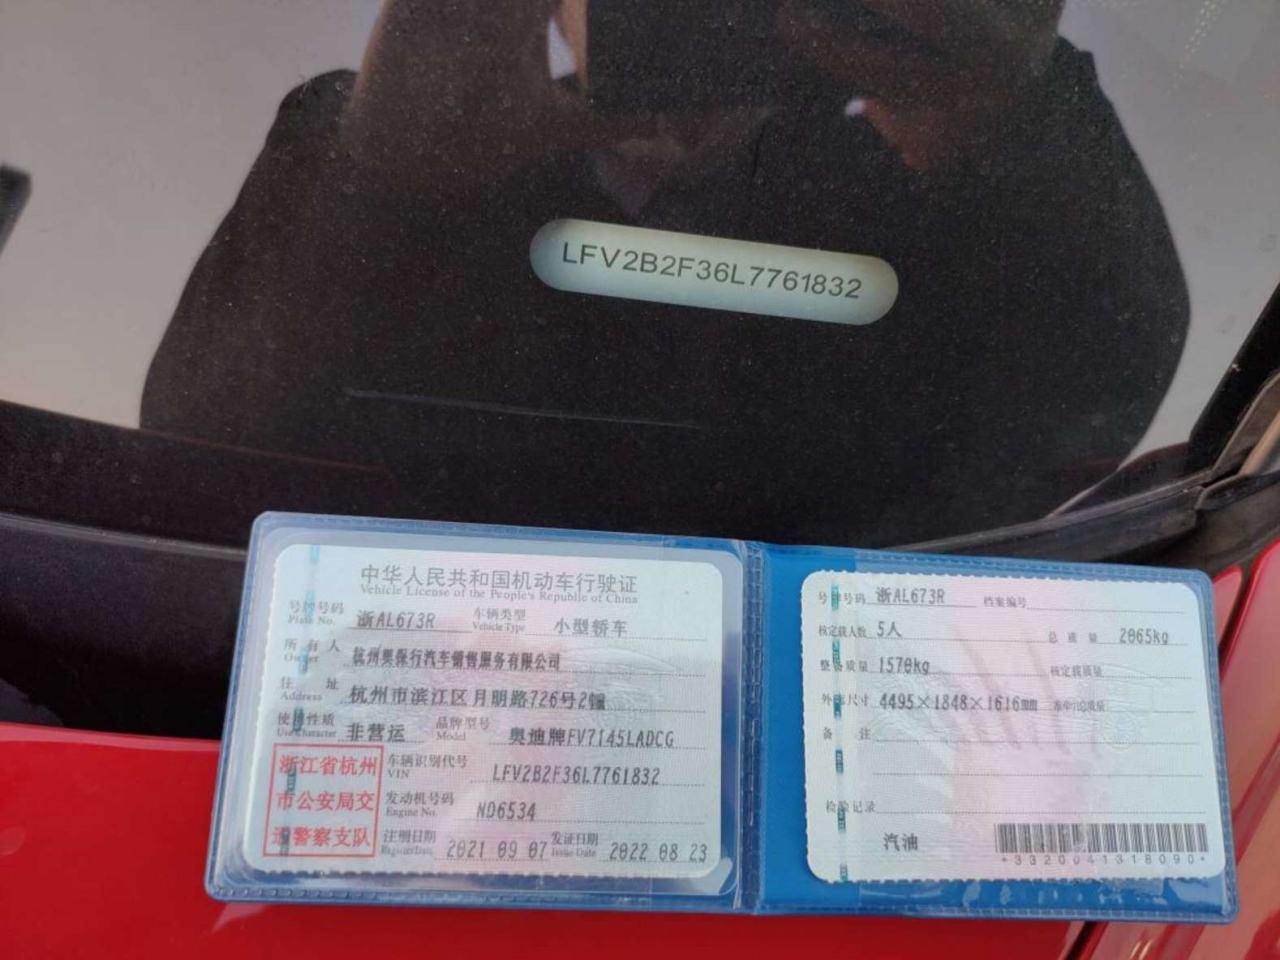 LFV2B2F36L7761832
中华人民共和国机动车行驶证
Vehicle License of the People's Republic of China
号牌号码 浙AL673R 车辆类型 小型轿车
Plate No. Vehicle Type
所有人 杭州奥保行汽车销售服务有限公司
Owner
住址 杭州市滨江区月明路726号2幢
Address
使用性质 非营运 品牌型号 奥迪牌FV7145LADCG
Use Character Model
浙江省杭州
市公安局交
通警察支队
车辆识别代号 LFV2B2F36L7761832
VIN
发动机号码 ND6534
Engine No.
注册日期 2021 09 07 发证日期 2022 08 23
Register Date Issue Date
号牌号码 浙AL673R 档案编号
核定载人数 5人 总质量 2065kg
整备质量 1570kg 核定载质量
外廓尺寸 4495×1848×1616mm 准牵引总质量
备注
检验记录
汽油
*3320041318090*